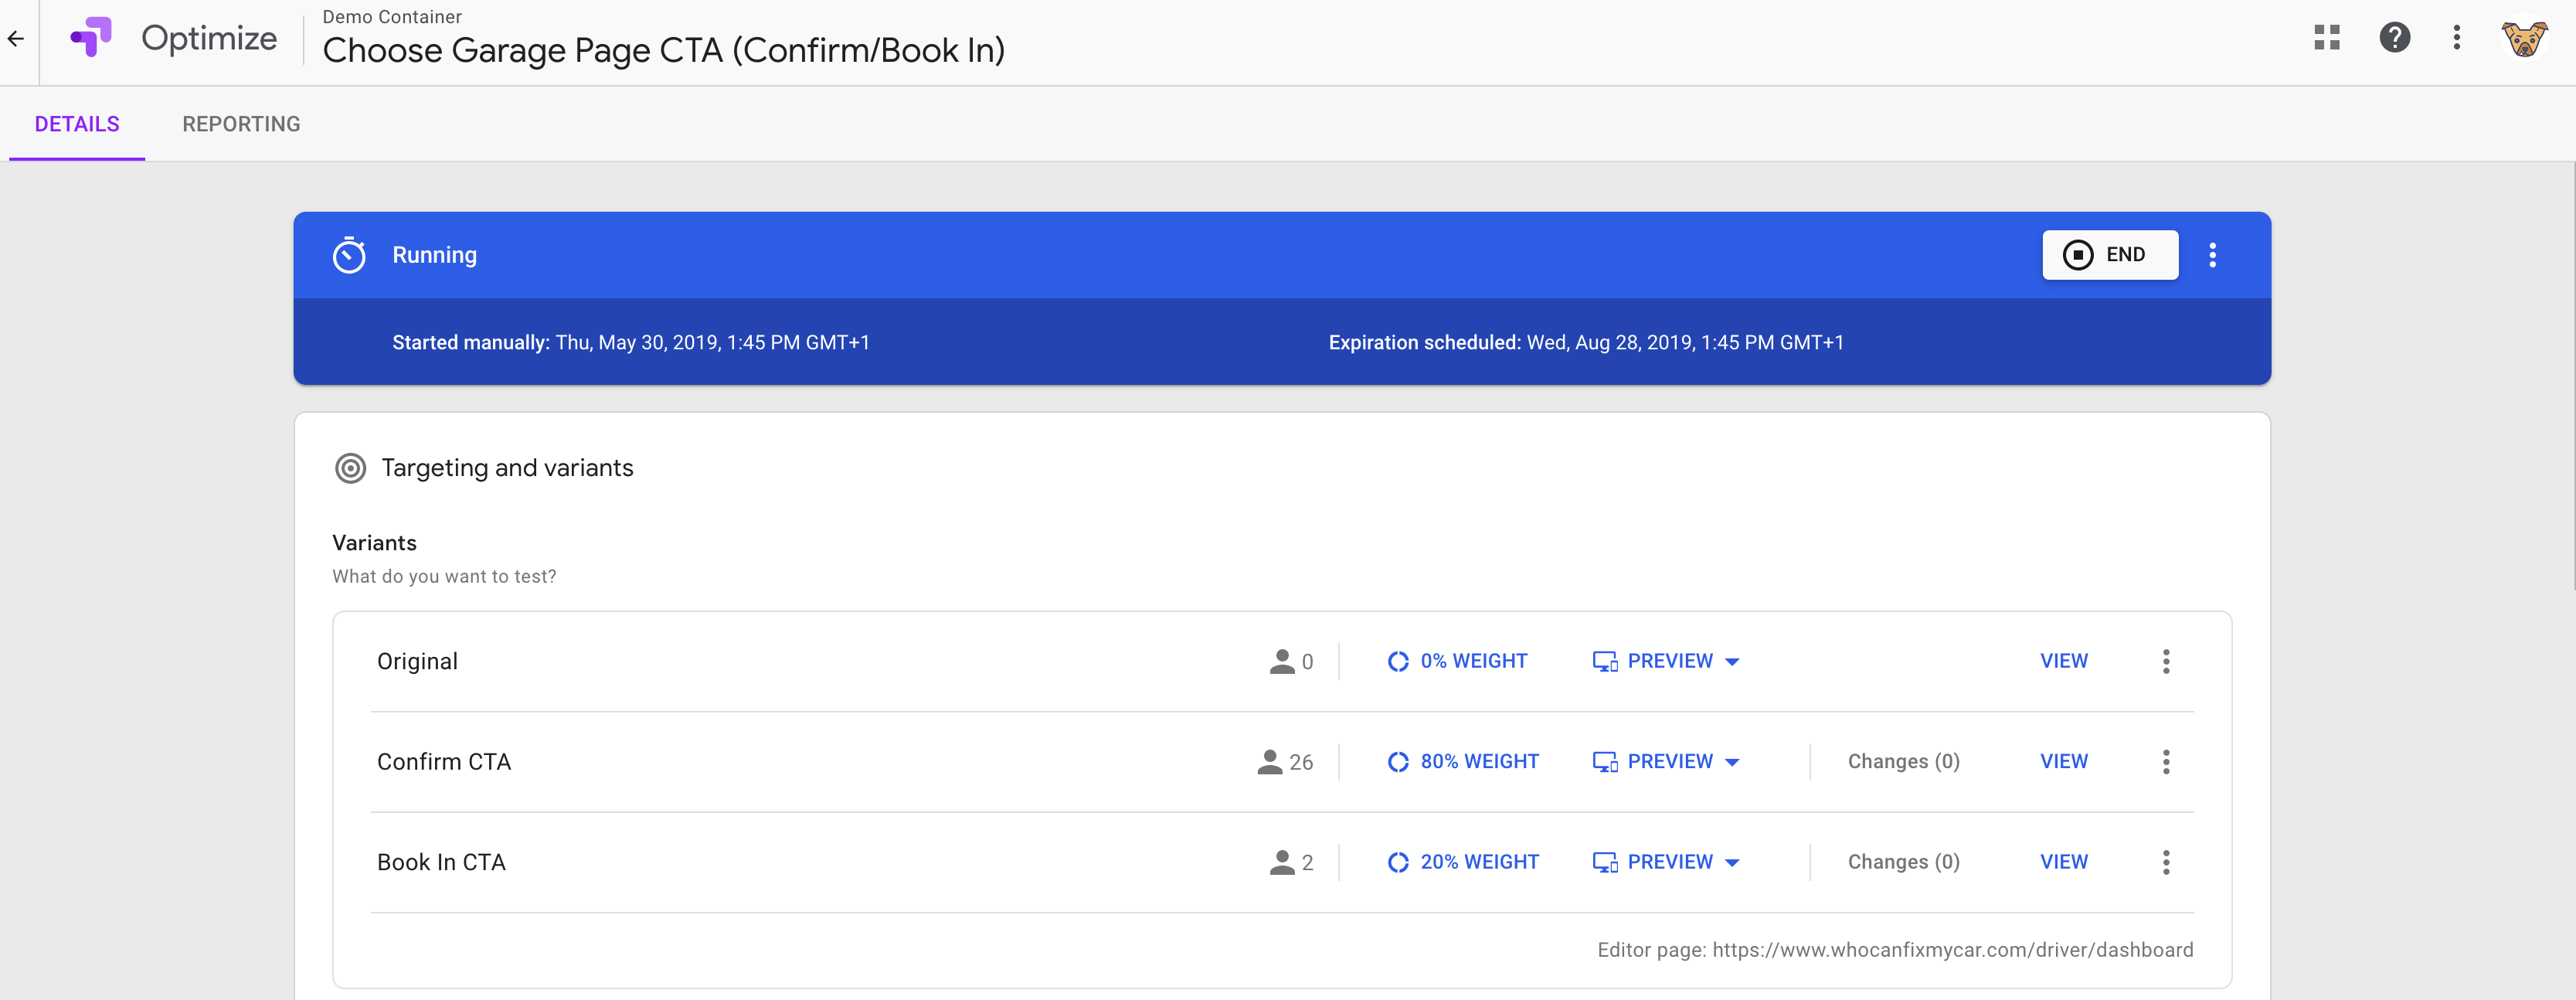 Demo Container
Optimize
Choose Garage Page CTA (Confirm/Book In)
DETAILS REPORTING
Running END
Started manually: Thu, May 30, 2019, 1:45 PM GMT+1 Expiration scheduled: Wed, Aug 28, 2019, 1:45 PM GMT+1
Targeting and variants
Variants
What do you want to test?
Original 0 0% WEIGHT PREVIEW VIEW
Confirm CTA 26 80% WEIGHT PREVIEW Changes (0) VIEW
Book In CTA 2 20% WEIGHT PREVIEW Changes (0) VIEW
Editor page: https://www.whocanfixmycar.com/driver/dashboard